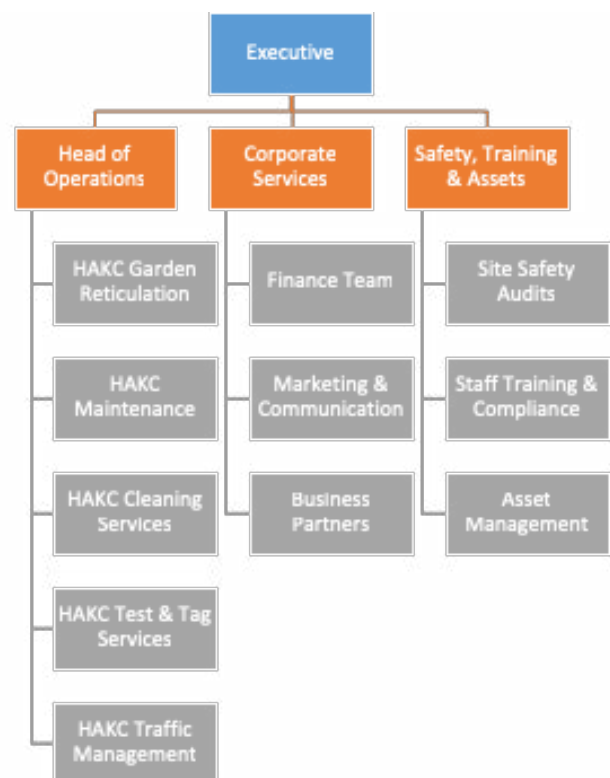 Executive
Head of
Operations
Corporate
Services
Safety, Training
& Assets
HAKC Garden
Reticulation
Finance Team
Site Safety
Audits
HAKC
Maintenance
Marketing &
Communication
Staff Training &
Compliance
HAKC Cleaning
Services
Business
Partners
Asset
Management
HAKC Test & Tag
Services
HAKC Traffic
Management